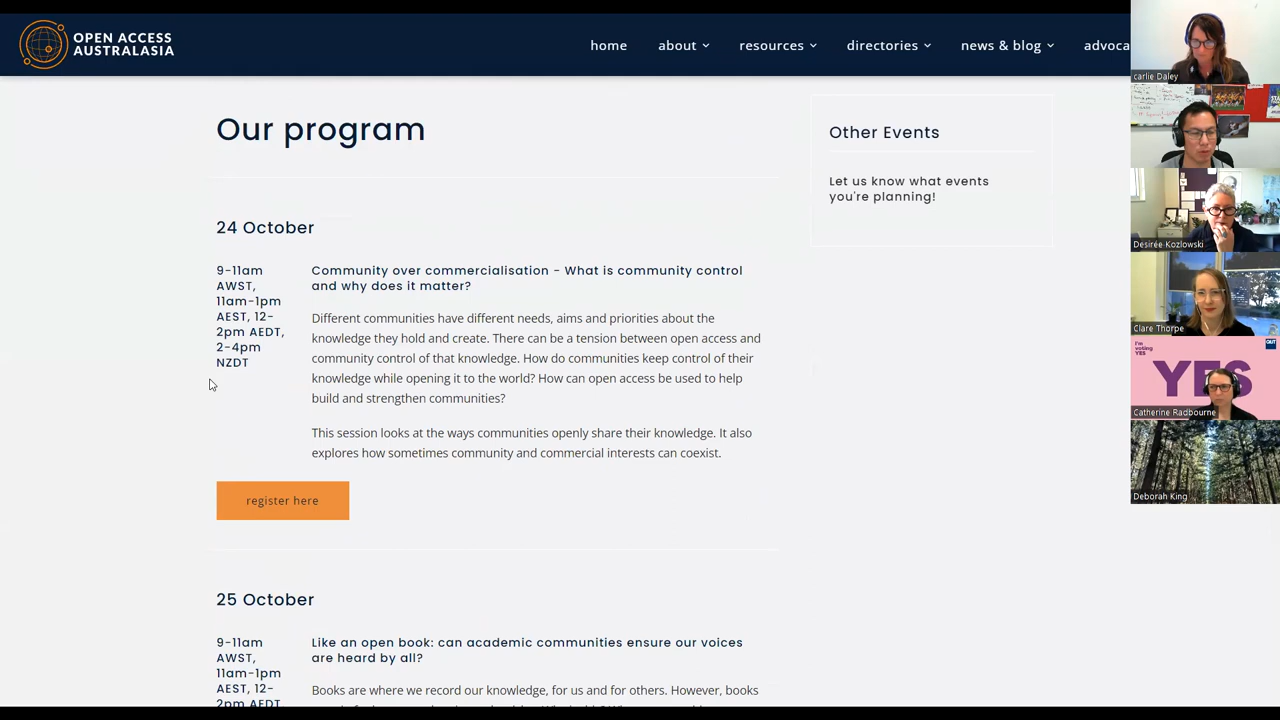 OPEN ACCESS
AUSTRALASIA
home about resources directories news & blog advoca
Our program
24 October
9-11am
AWST,
11am-1pm
AEST, 12-
2pm AEDT,
2-4pm
NZDT
Community over commercialisation - What is community control
and why does it matter?
Different communities have different needs, aims and priorities about the
knowledge they hold and create. There can be a tension between open access and
community control of that knowledge. How do communities keep control of their
knowledge while opening it to the world? How can open access be used to help
build and strengthen communities?
This session looks at the ways communities openly share their knowledge. It also
explores how sometimes community and commercial interests can coexist.
register here
25 October
9-11am
AWST,
11am-1pm
AEST, 12-
2pm AEDT
Like an open book: can academic communities ensure our voices
are heard by all?
Books are where we record our knowledge, for us and for others. However, books
Other Events
Let us know what events
you're planning!
carlie Daley
Desirée Kozlowski
Clare Thorpe
I'm
voting
YES
QUT
YES
Catherine Radbourne
Deborah King